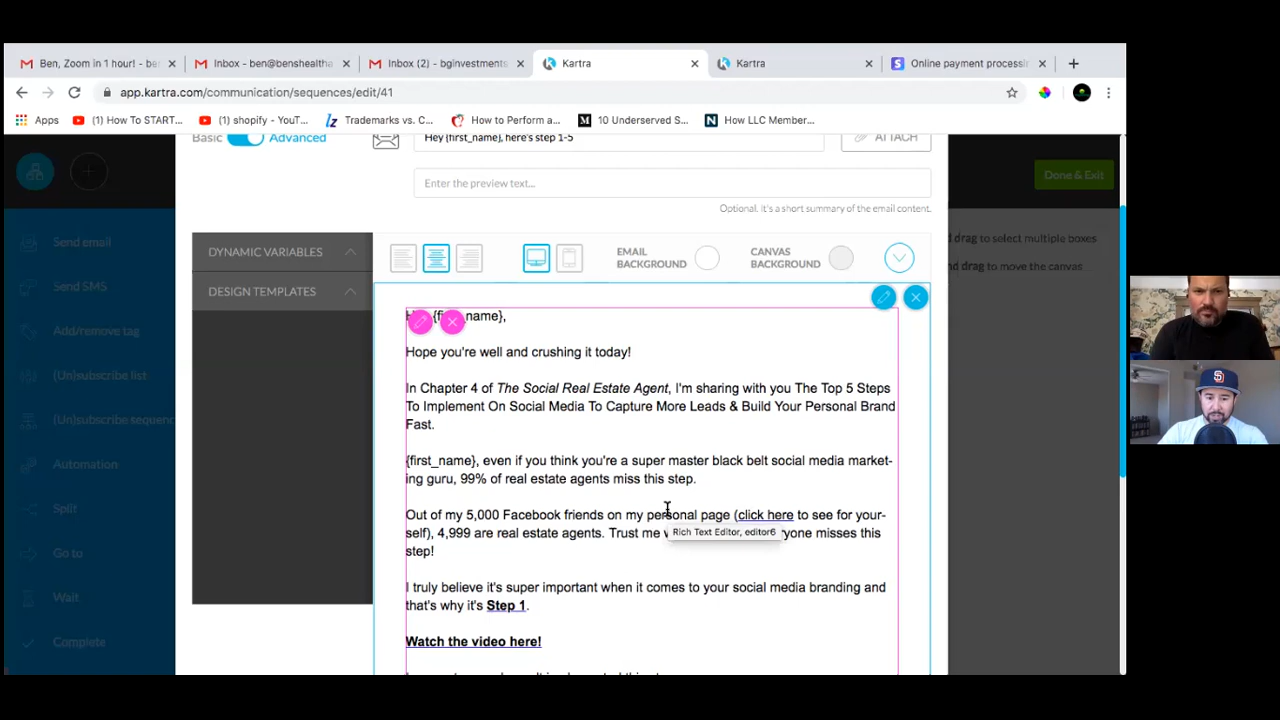 Ben, Zoom in 1 hour! - be
Inbox - ben@benshealtha
Inbox (2) - bginvestments
Kartra
Kartra
Online payment processin
app.kartra.com/communication/sequences/edit/41
Apps
(1) How To START...
(1) shopify - YouT...
Trademarks vs. C...
How to Perform a...
10 Underserved S...
How LLC Member...
Basic
Advanced
Hey {first_name}, here's step 1-5
ATTACH
Enter the preview text...
Done & Exit
Optional. It's a short summary of the email content.
Send email
Send SMS
Add/remove tag
(Un)subscribe list
(Un)subscribe sequenc
Automation
Split
Go to
Wait
Complete
DYNAMIC VARIABLES
DESIGN TEMPLATES
EMAIL
BACKGROUND
CANVAS
BACKGROUND
nd drag to select multiple boxes
nd drag to move the canvas
Hope you're well and crushing it today!
In Chapter 4 of The Social Real Estate Agent, I'm sharing with you The Top 5 Steps
To Implement On Social Media To Capture More Leads & Build Your Personal Brand
Fast.
{first_name}, even if you think you're a super master black belt social media market-
ing guru, 99% of real estate agents miss this step.
Out of my 5,000 Facebook friends on my personal page (click here to see for your-
self), 4,999 are real estate agents. Trust me
yone misses this
step!
Rich Text Editor, editor6
I truly believe it's super important when it comes to your social media branding and
that's why it's Step 1.
Watch the video here!